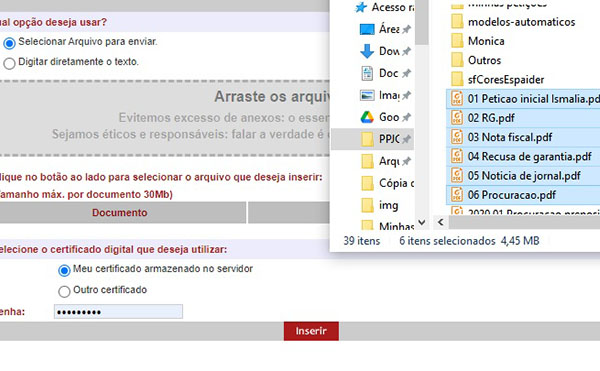 ual opção deseja usar?
Selecionar Arquivo para enviar.
Digitar diretamente o texto.
Arraste os arqui
Evitemos excesso de anexos: o essen
Sejamos éticos e responsáveis: falar a verdade é
lique no botão ao lado para selecionar o arquivo que deseja inserir:
Tamanho máx. por documento 30Mb)
Documento
elecione o certificado digital que deseja utilizar:
Meu certificado armazenado no servidor
Outro certificado
enha:
Inserir
Acesso rá
Área
Dow
Doc
Imag
Goo
PPJC
Arqu
Cópia d
img
Minhas
Minhas petições
modelos-automaticos
Monica
Outros
sfCoresEspaider
01 Peticao inicial Ismalia.pd
02 RG.pdf
03 Nota fiscal.pdf
04 Recusa de garantia.pdf
05 Noticia de jornal.pdf
06 Procuracao.pdf
2020 01 Procuracao
39 itens
6 itens selecionados 4,45 MB